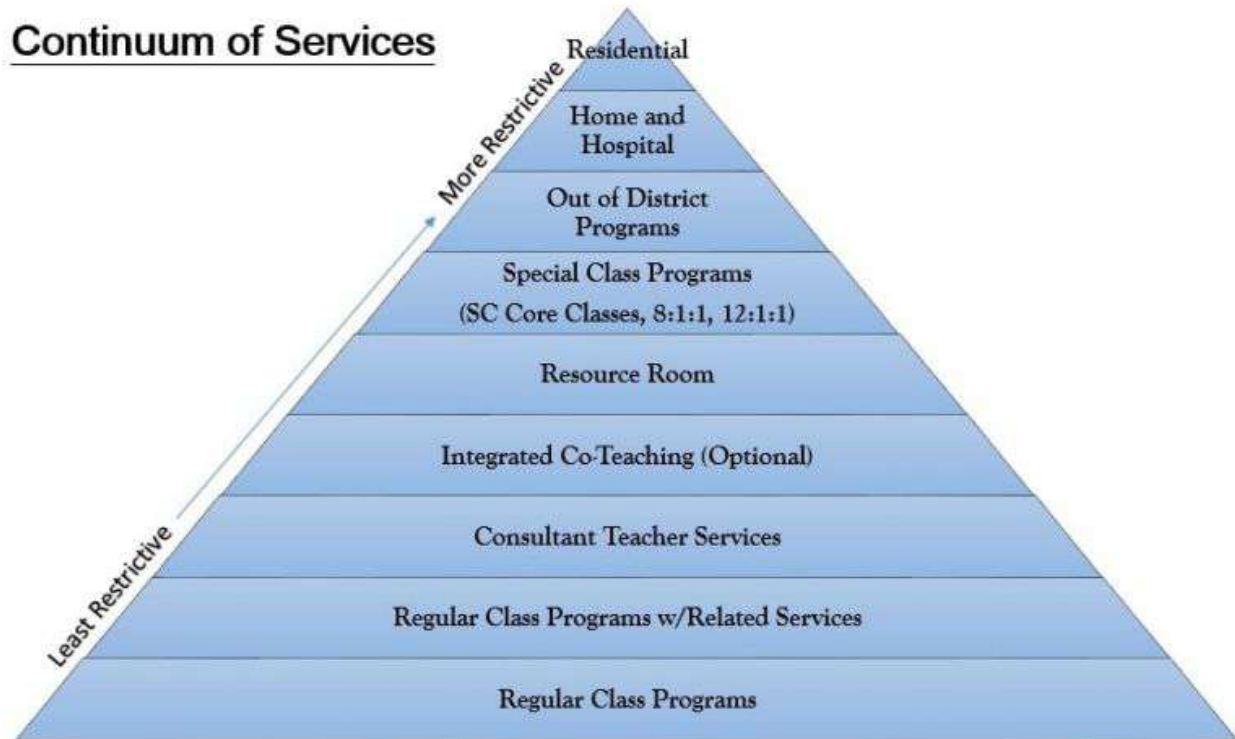 Continuum of Services
Residential
More Restrictive
Home and
Hospital
Out of District
Programs
Special Class Programs
(SC Core Classes, 8:1:1, 12:1:1)
Resource Room
Integrated Co-Teaching (Optional)
Consultant Teacher Services
Least Restrictive
Regular Class Programs w/Related Services
Regular Class Programs